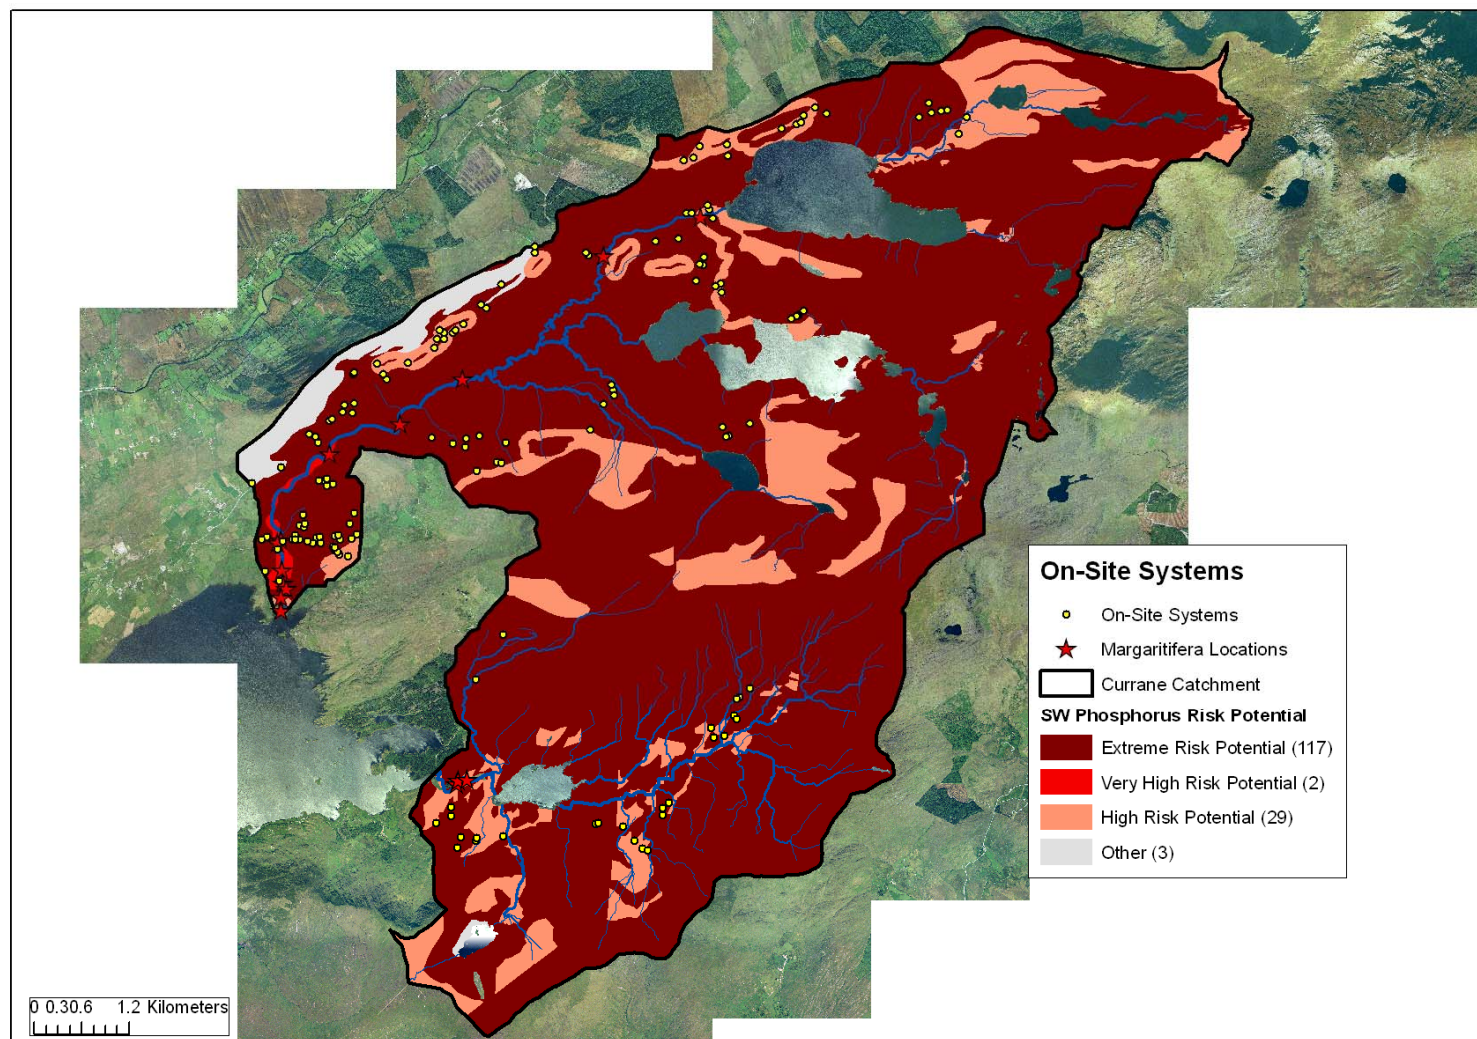 On-Site Systems
On-Site Systems
Margaritifera Locations
Currane Catchment
SW Phosphorus Risk Potential
Extreme Risk Potential (117)
Very High Risk Potential (2)
High Risk Potential (29)
Other (3)
0 0.30.6 1.2 Kilometers